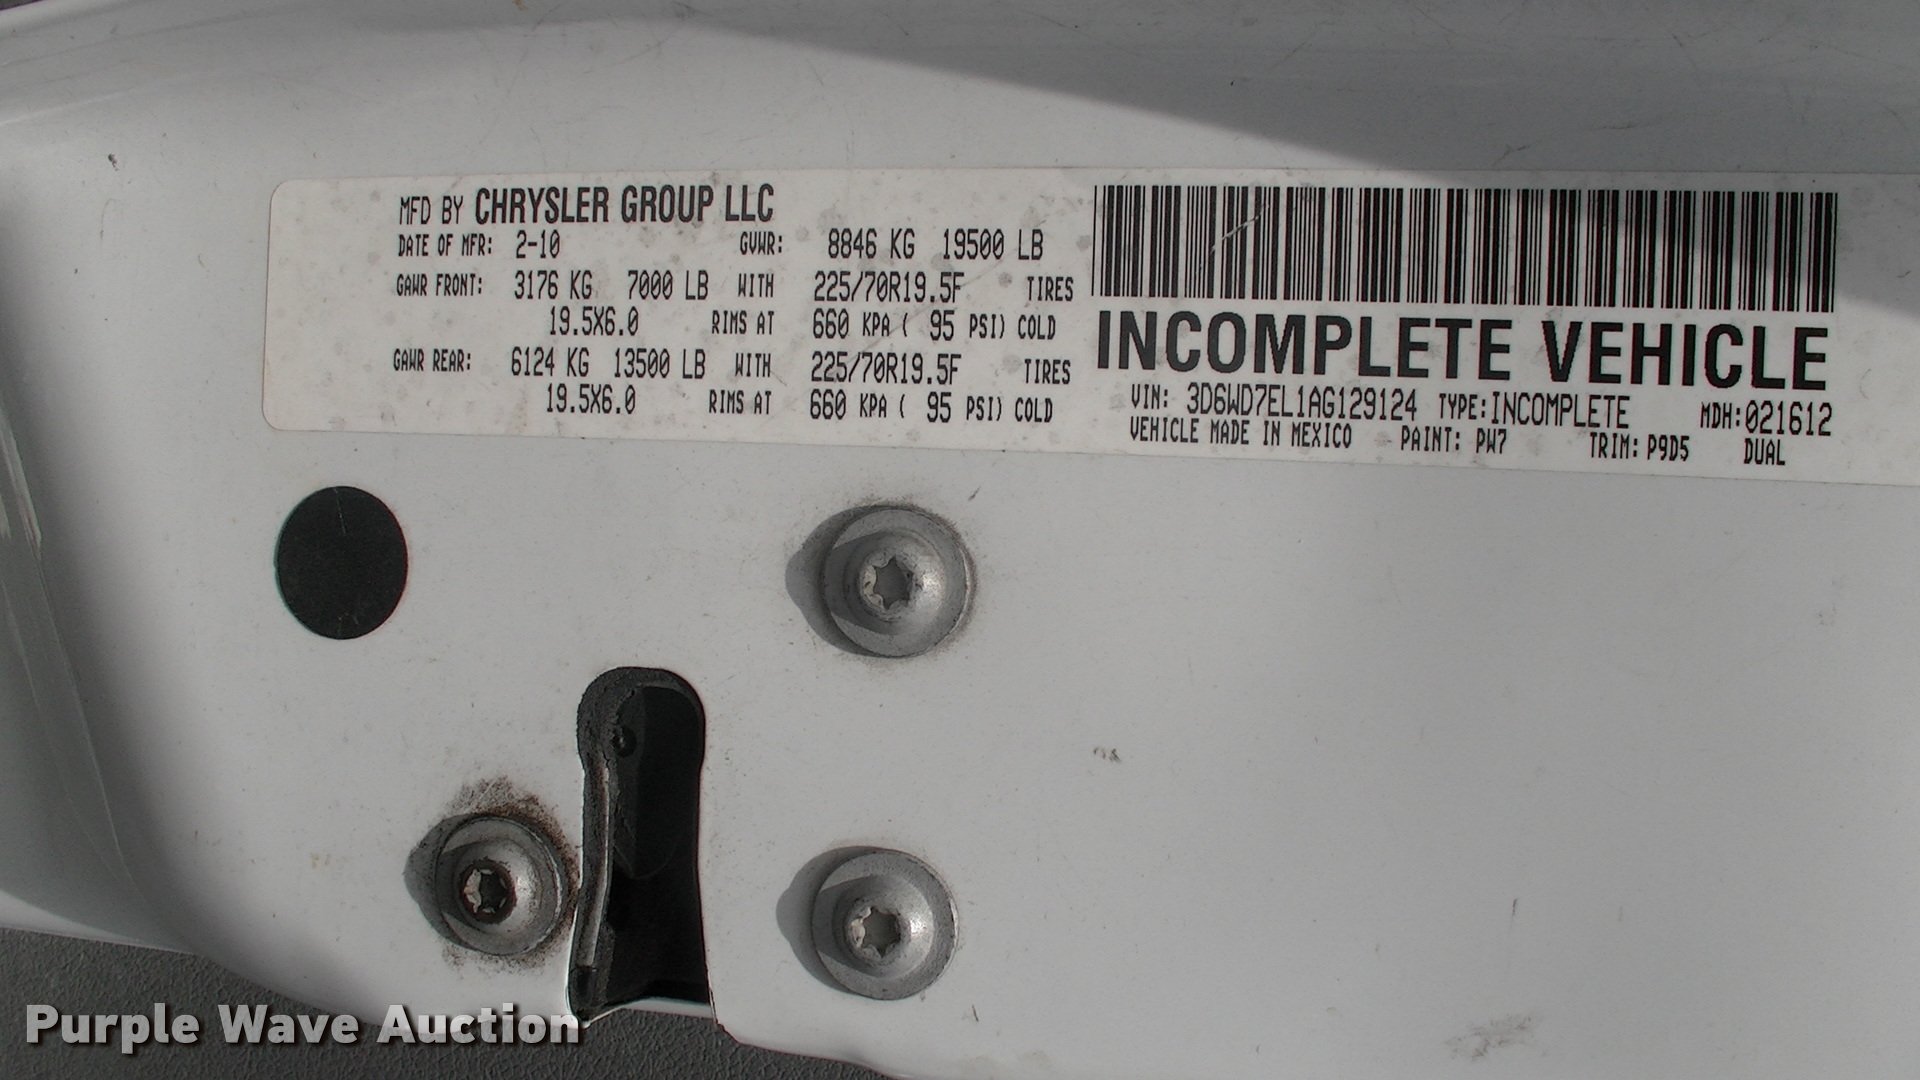 MFD BY CHRYSLER GROUP LLC
DATE OF MFR: 2-10 GVWR: 8846 KG 19500 LB
GAWR FRONT: 3176 KG 7000 LB WITH 225/70R19.5F TIRES
19.5X6.0 RIMS AT 660 KPA ( 95 PSI) COLD
GAWR REAR: 6124 KG 13500 LB WITH 225/70R19.5F TIRES
19.5X6.0 RIMS AT 660 KPA ( 95 PSI) COLD
INCOMPLETE VEHICLE
VIN: 3D6WD7EL1AG129124 TYPE:INCOMPLETE MDH:021612
VEHICLE MADE IN MEXICO PAINT: PW7 TRIM: P9D5 DUAL
Purple Wave Auction